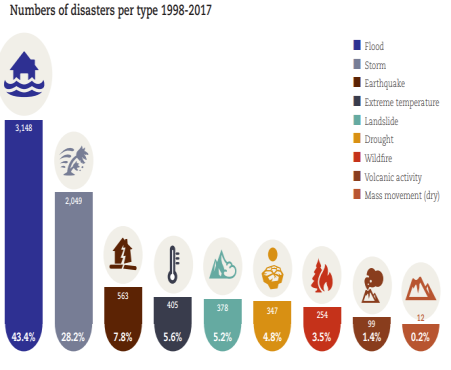 Numbers of disasters per type 1998-2017
Flood
Storm
Earthquake
Extreme temperature
Landslide
Drought
Wildfire
Volcanic activity
Mass movement (dry)
3,148
2,049
563
405
378
347
254
99
12
43.4%
28.2%
7.8%
5.6%
5.2%
4.8%
3.5%
1.4%
0.2%